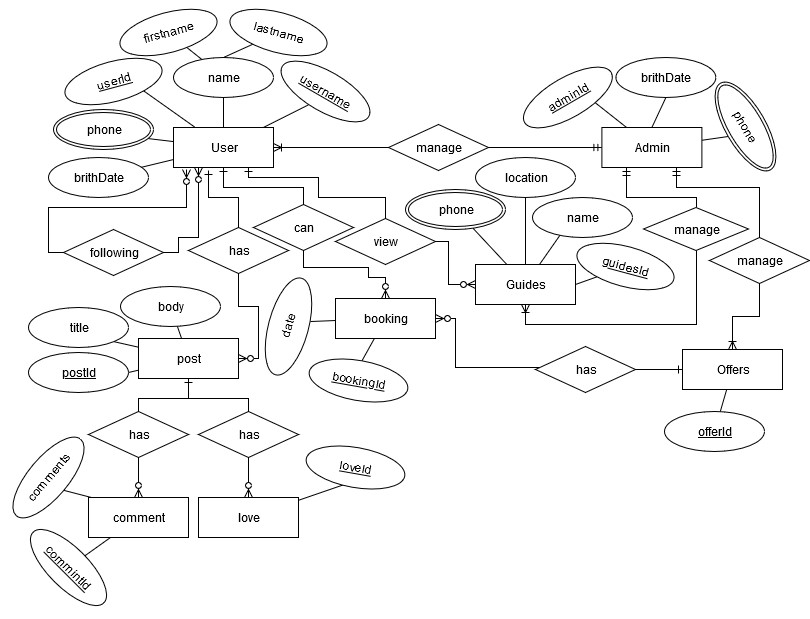 firstname
lastname
userId
name
username
phone
brithDate
User
manage
adminId
brithDate
phone
Admin
following
has
can
view
location
phone
name
guidesId
Guides
manage
manage
title
body
postId
post
date
booking
bookingId
has
Offers
offerId
has
has
comments
comment
commintId
love
loveId